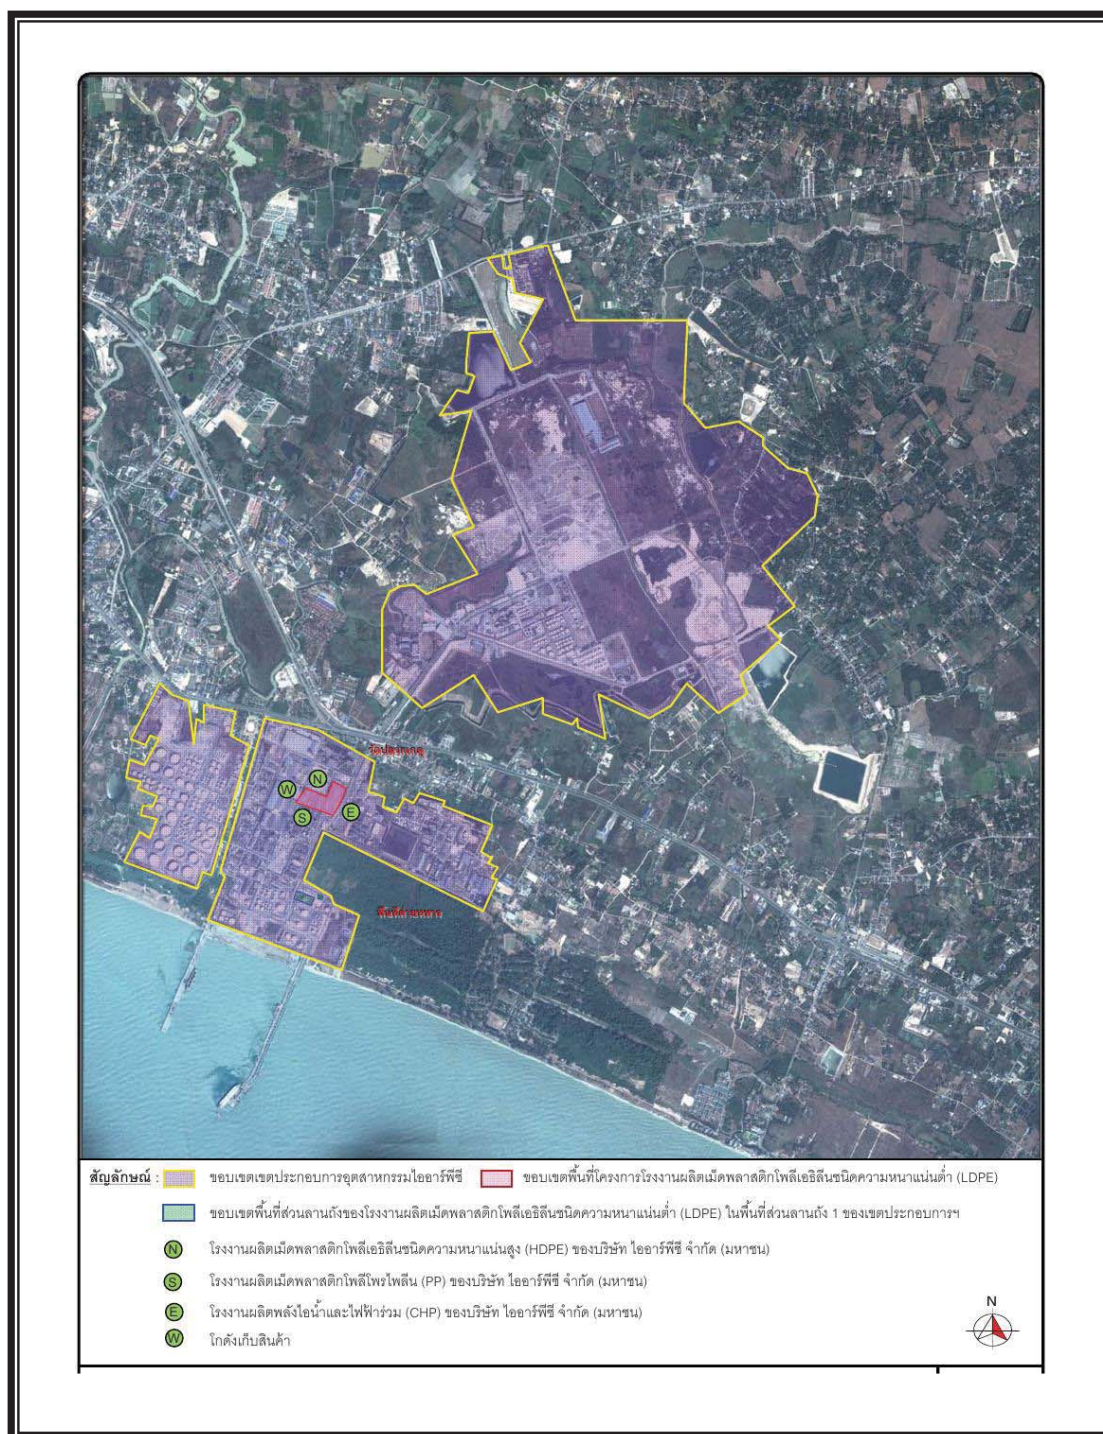 วัดปลวกเกตุ
N
W
E
S
สัญลักษณ์ : ขอบเขตเขตประกอบการอุตสาหกรรมไออาร์พีซี ขอบเขตพื้นที่โครงการโรงงานผลิตเม็ดพลาสติกโพลีเอธิลีนชนิดความหนาแน่นต่ำ (LDPE)
ขอบเขตพื้นที่ส่วนลานถังของโรงงานผลิตเม็ดพลาสติกโพลีเอธิลีนชนิดความหนาแน่นต่ำ (LDPE) ในพื้นที่ส่วนลานถัง 1 ของเขตประกอบการฯ
N โรงงานผลิตเม็ดพลาสติกโพลีเอธิลีนชนิดความหนาแน่นสูง (HDPE) ของบริษัท ไออาร์พีซี จำกัด (มหาชน)
S โรงงานผลิตเม็ดพลาสติกโพลีโพรไพลีน (PP) ของบริษัท ไออาร์พีซี จำกัด (มหาชน)
E โรงงานผลิตพลังไอน้ำและไฟฟ้าร่วม (CHP) ของบริษัท ไออาร์พีซี จำกัด (มหาชน)
W โกดังเก็บสินค้า
N